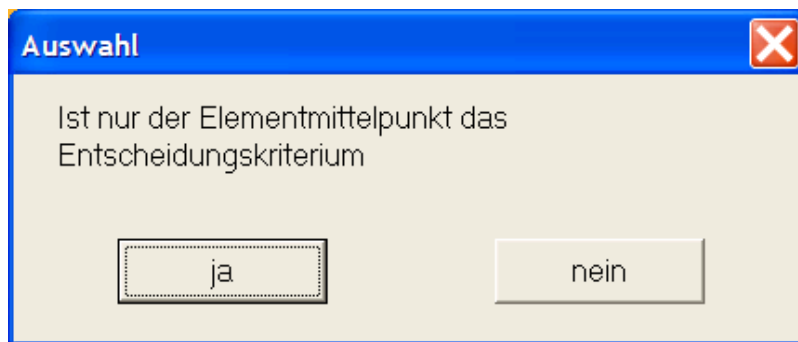 Auswahl
Ist nur der Elementmittelpunkt das
Entscheidungskriterium
ja nein